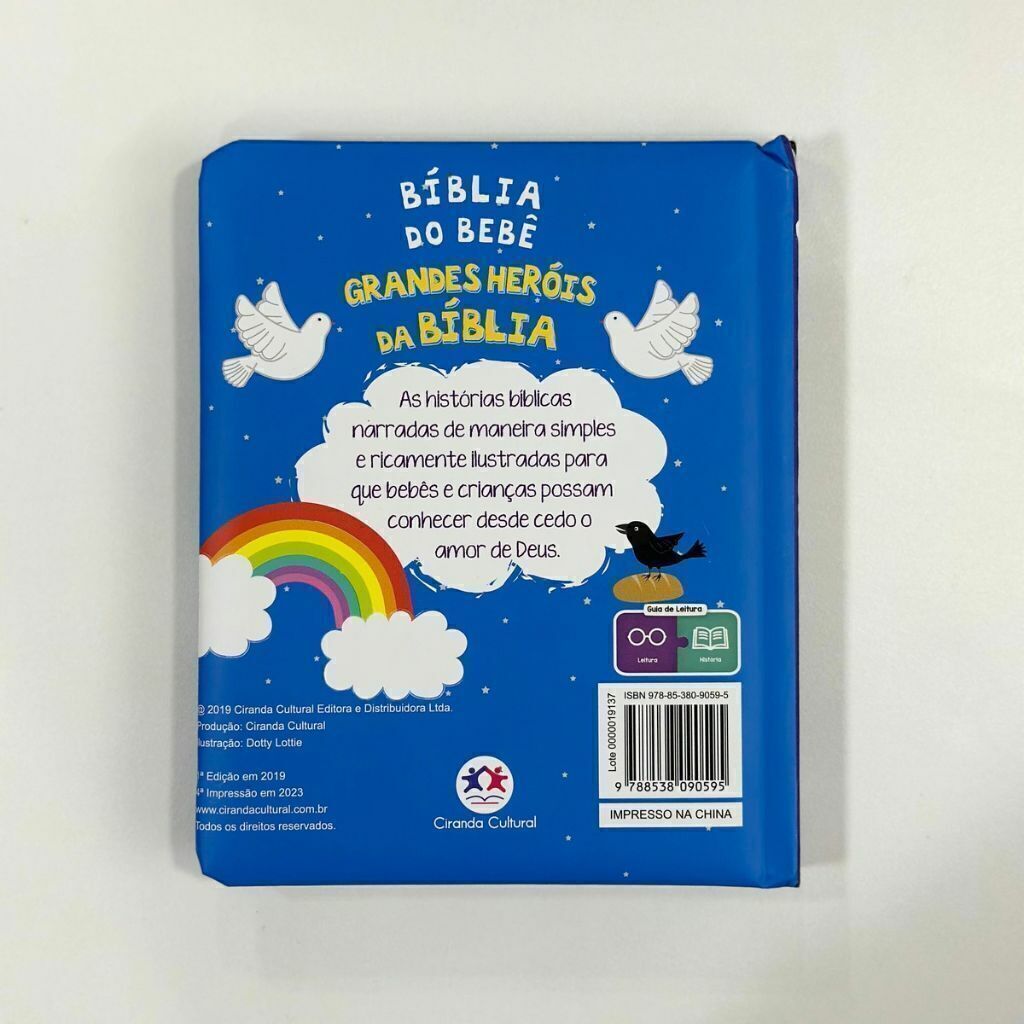 BÍBLIA
DO BEBÊ
GRANDES HERÓIS
DA BÍBLIA
As histórias bíblicas
narradas de maneira simples
e ricamente ilustradas para
que bebês e crianças possam
conhecer desde cedo o
amor de Deus.
Guia de Leitura
Leitura
História
© 2019 Ciranda Cultural Editora e Distribuidora Ltda.
Produção: Ciranda Cultural
Ilustração: Dotty Lottie
1ª Edição em 2019
4ª Impressão em 2023
www.cirandacultural.com.br
Todos os direitos reservados.
Ciranda Cultural
Lote 0000019137
ISBN 978-85-380-9059-5
9 788538 090595
IMPRESSO NA CHINA